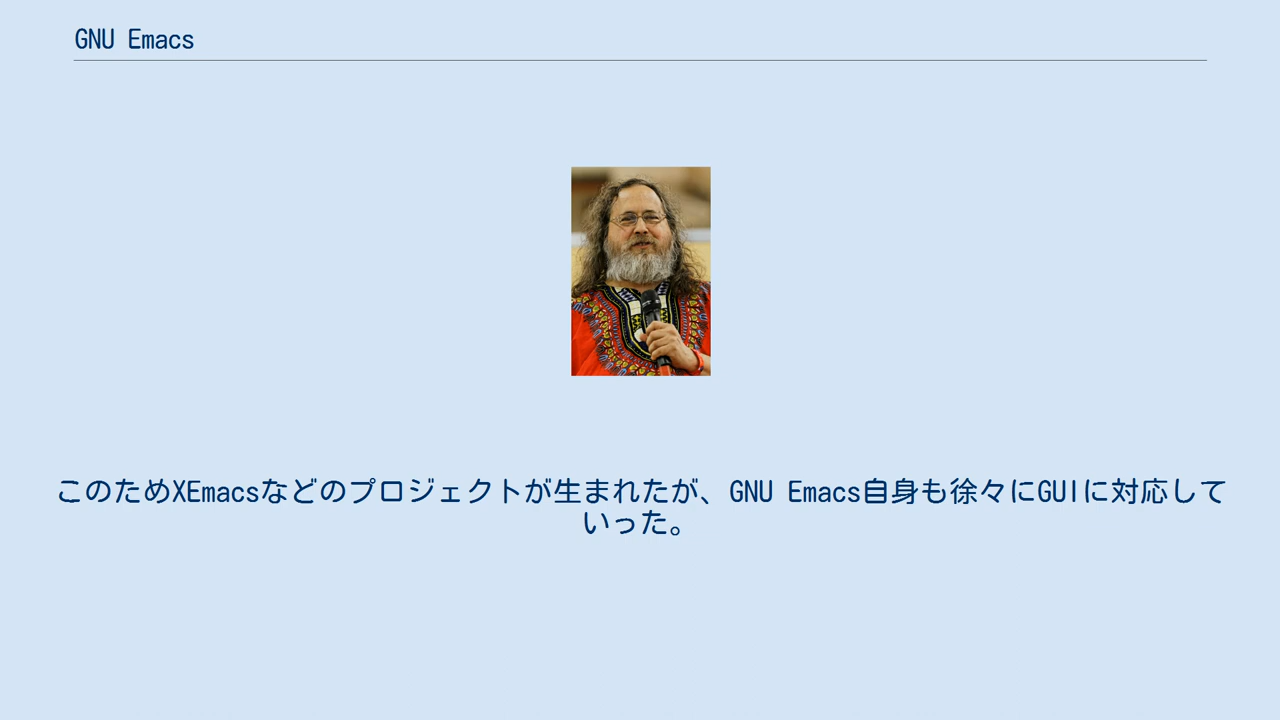 GNU Emacs
このためXEmacsなどのプロジェクトが生まれたが、GNU Emacs自身も徐々にGUIに対応して
いった。